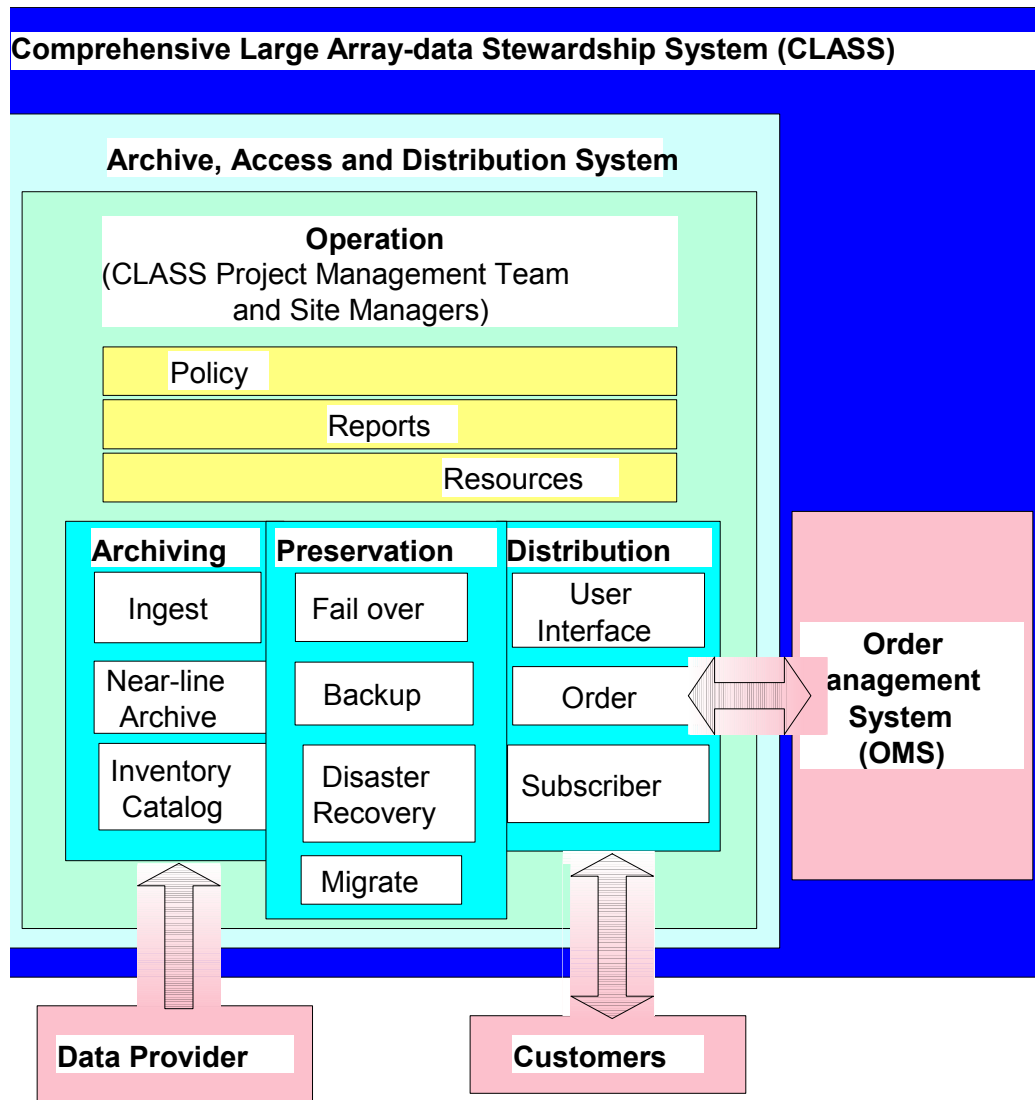 Comprehensive Large Array-data Stewardship System (CLASS)
Archive, Access and Distribution System
Operation
(CLASS Project Management Team
and Site Managers)
Policy
Reports
Resources
Archiving
Ingest
Near-line
Archive
Inventory
Catalog
Preservation
Fail over
Backup
Disaster
Recovery
Migrate
Distribution
User
Interface
Order
Subscriber
Order
anagement
System
(OMS)
Data Provider
Customers